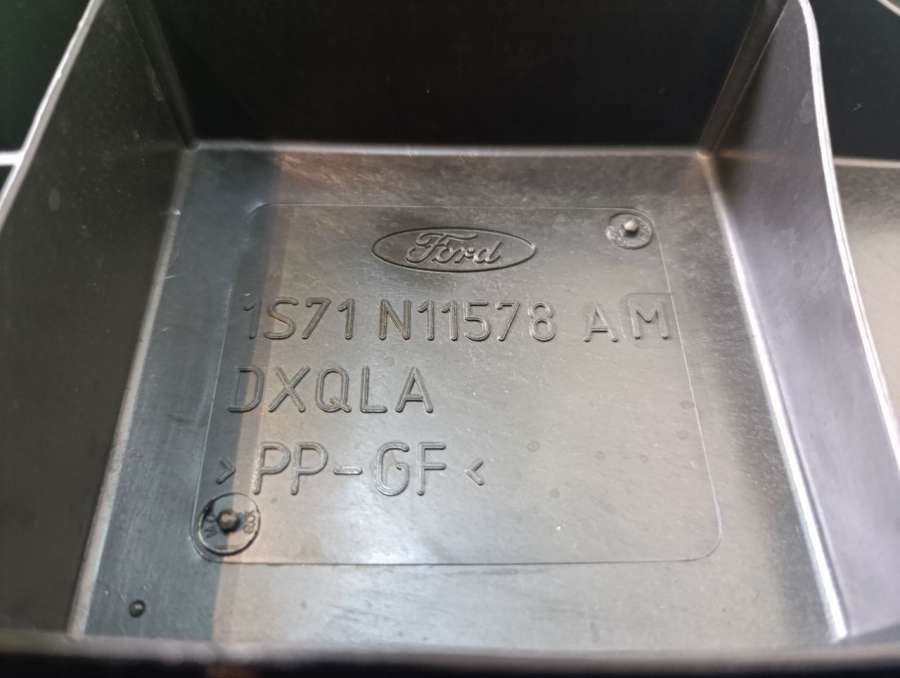 Ford
1S71 N11578 AM
DXQLA
>PP-GF<